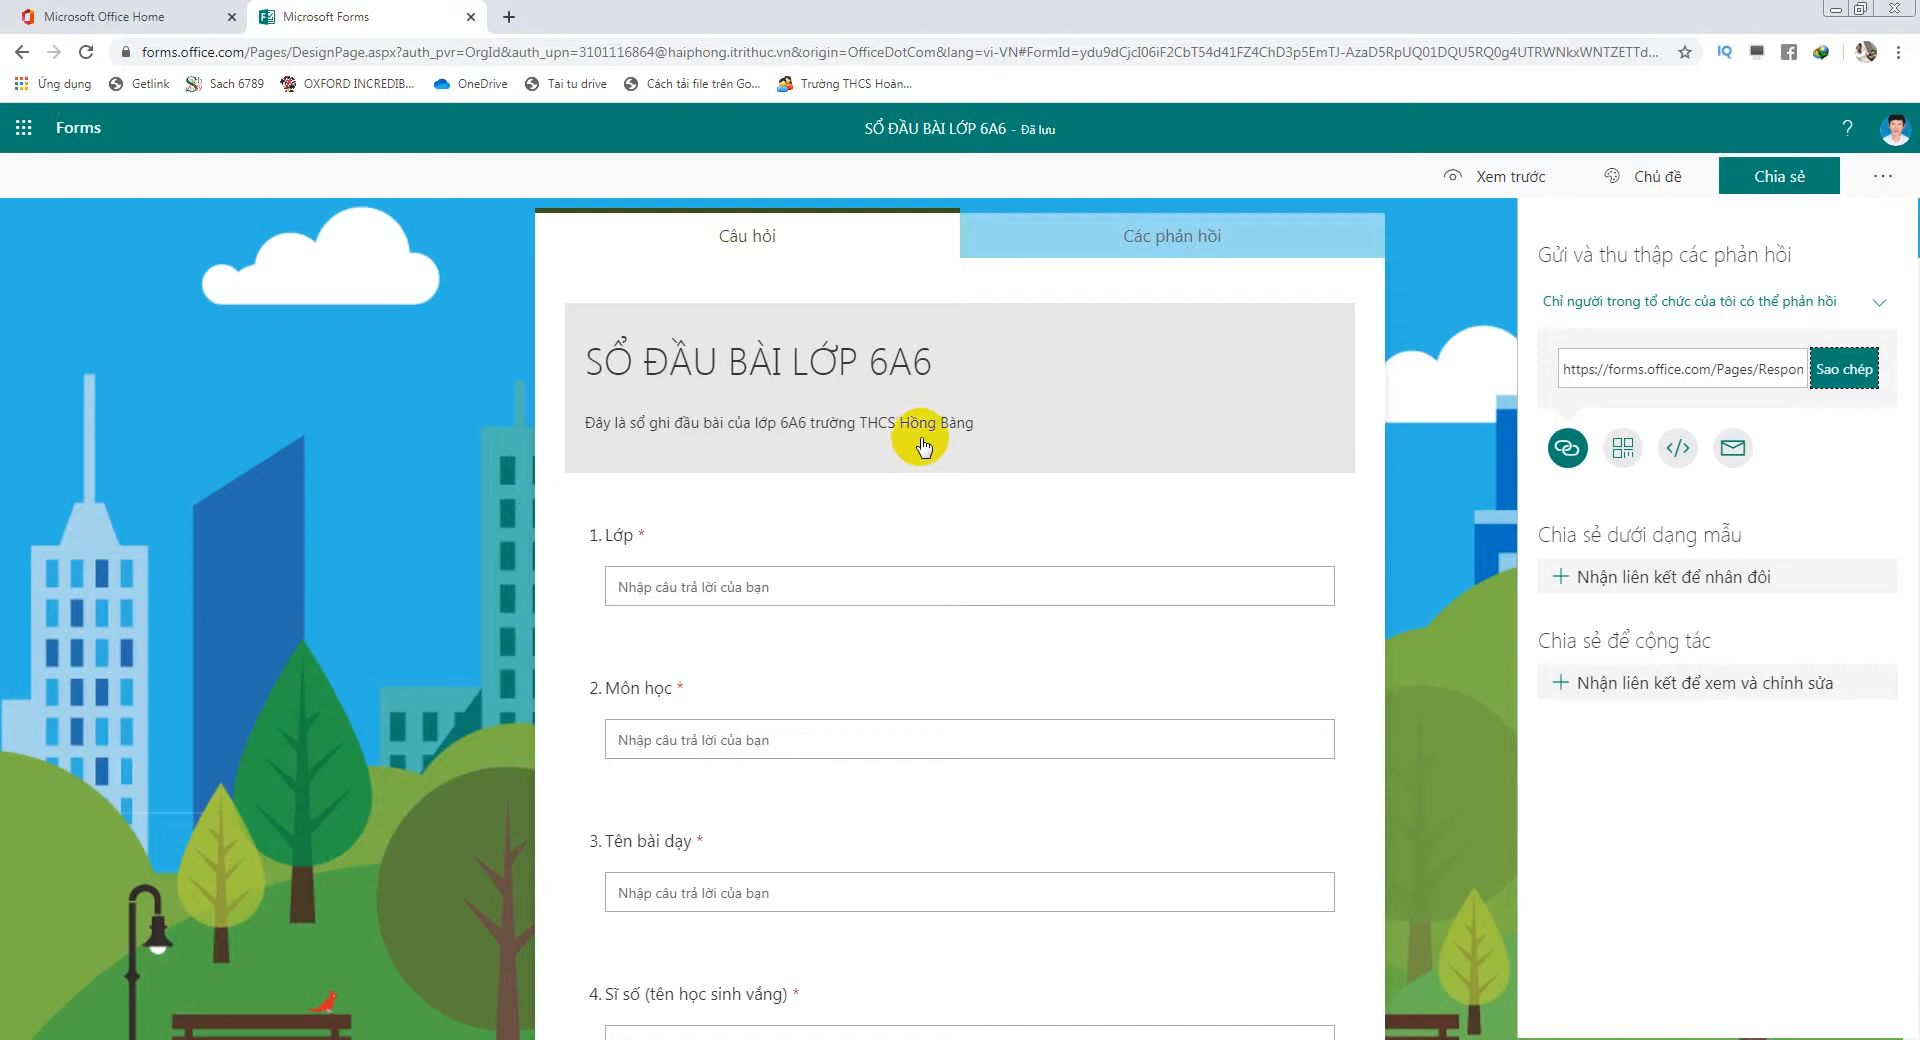 Microsoft Office Home
Microsoft Forms
forms.office.com/Pages/DesignPage.aspx?auth_pvr=OrgId&auth_upn=3101116864@haiphong.itrithuc.vn&origin=OfficeDotCom&lang=vi-VN#FormId=ydu9dCjcI06iF2CbT54d41FZ4ChD3p5EmTJ-AzaD5RpUQ01DQU5RQ0g4UTRWNkxWNTZETTd...
Ứng dụng
Getlink
Sach 6789
OXFORD INCREDIB...
OneDrive
Tai tu drive
Cách tải file trên Go...
Trường THCS Hoàn...
Forms
SỔ ĐẦU BÀI LỚP 6A6 - Đã lưu
?
Xem trước
Chủ đề
Chia sẻ
Câu hỏi
Các phản hồi
SỔ ĐẦU BÀI LỚP 6A6
Đây là sổ ghi đầu bài của lớp 6A6 trường THCS Hồng Bàng
1. Lớp *
Nhập câu trả lời của bạn
2. Môn học *
Nhập câu trả lời của bạn
3. Tên bài dạy *
Nhập câu trả lời của bạn
4. Sĩ số (tên học sinh vắng) *
Gửi và thu thập các phản hồi
Chỉ người trong tổ chức của tôi có thể phản hồi
https://forms.office.com/Pages/Respon
Sao chép
Chia sẻ dưới dạng mẫu
Nhận liên kết để nhân đôi
Chia sẻ để cộng tác
Nhận liên kết để xem và chỉnh sửa